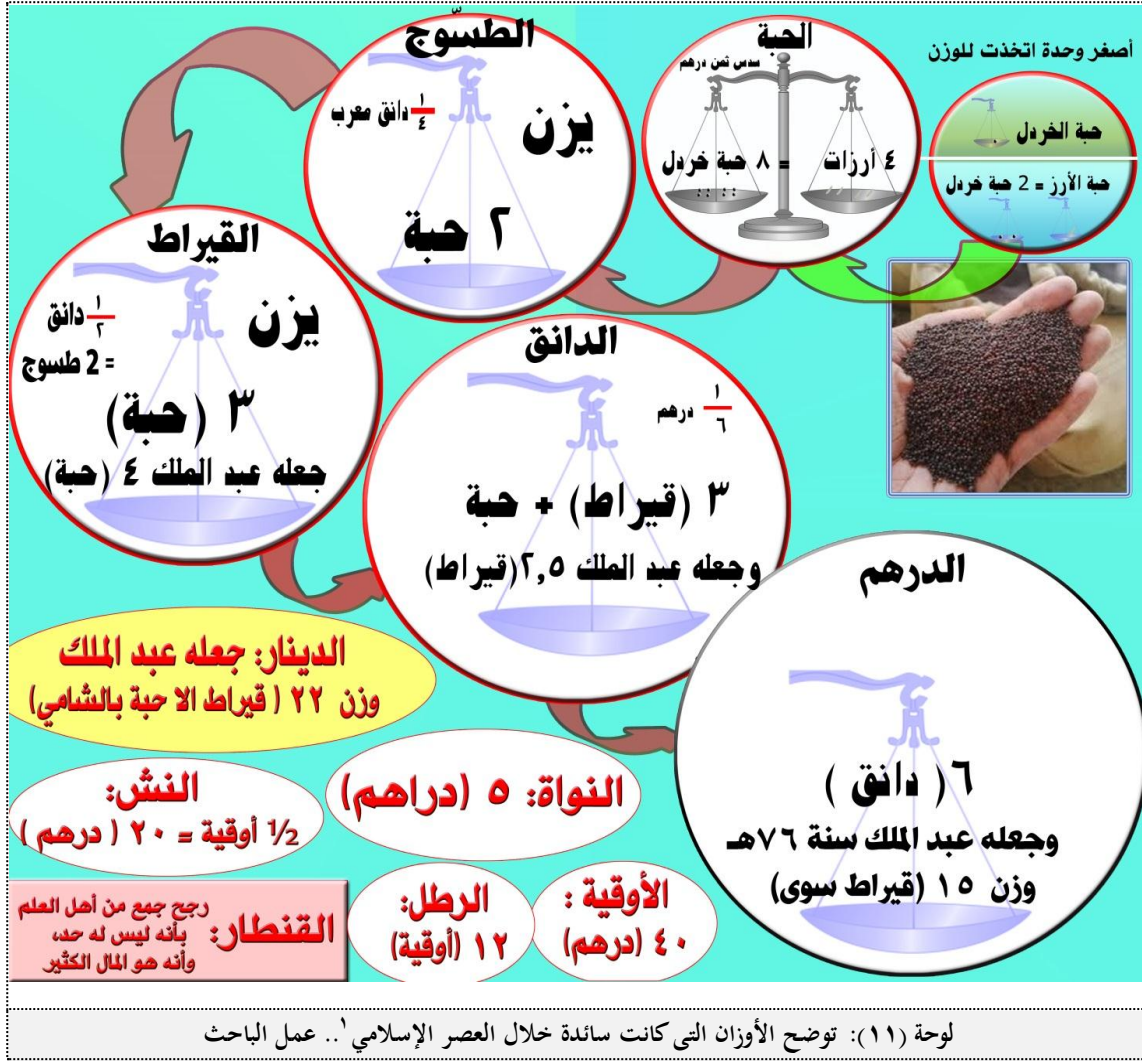 أصغر وحدة اتخذت للوزن
حبة الخردل
حبة الأرز = 2 حبة خردل
الحبة
سدس ثمن درهم
٤ أرزات = ٨ حبة خردل
الطسّوج
يزن
١/٤ دانق معرب
٢ حبة
القيراط
يزن
١/٢ دانق
= 2 طسوج
٣ (حبة)
جعله عبد الملك ٤ (حبة)
الدانق
١/٦ درهم
٣ (قيراط) + حبة
وجعله عبد الملك ٢,٥(قيراط)
الدرهم
٦ ( دانق )
وجعله عبد الملك سنة ٧٦هـ
وزن ١٥ (قيراط سوى)
الدينار: جعله عبد الملك
وزن ٢٢ ( قيراط الا حبة بالشامي)
النواة: ٥ (دراهم)
النش:
½ أوقية = ٢٠ ( درهم )
الأوقية :
٤٠ (درهم)
الرطل:
١٢ (أوقية)
القنطار:
رجح جمع من أهل العلم
بأنه ليس له حد،
وأنه هو المال الكثير
لوحة (١١): توضح الأوزان التي كانت سائدة خلال العصر الإسلامي١.. عمل الباحث